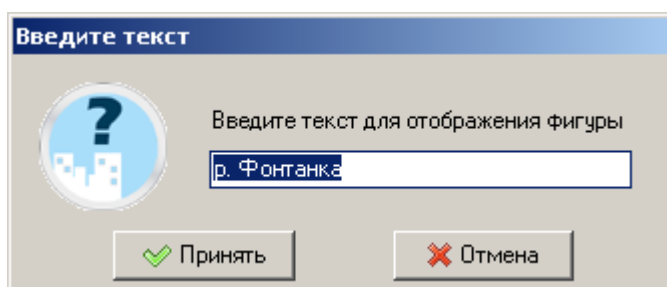 Введите текст
?
Введите текст для отображения фигуры
р. Фонтанка
Принять
Отмена